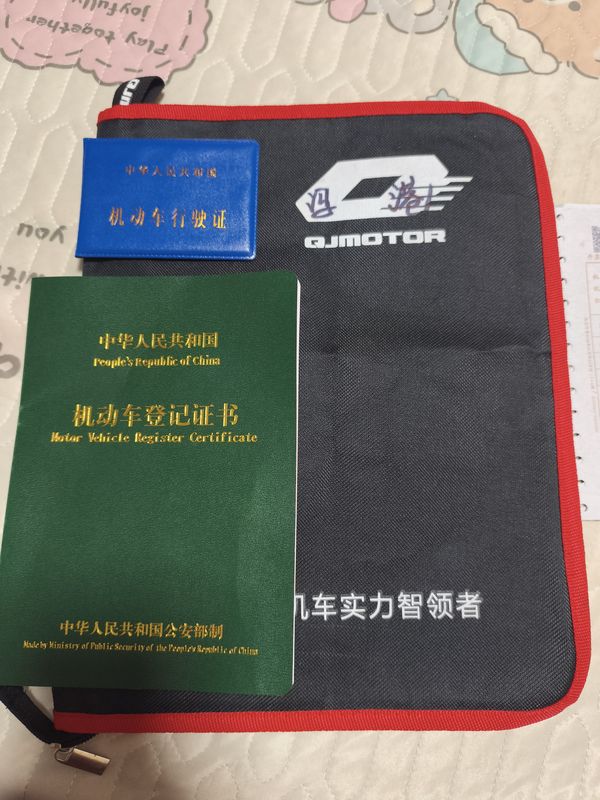 I Play together
joyfully
you
with
中华人民共和国
机动车行驶证
QJMOTOR
中华人民共和国
People's Republic of China
机动车登记证书
Motor Vehicle Register Certificate
机车实力智领者
中华人民共和国公安部制
Made by Ministry of Public Security of the People's Republic of China